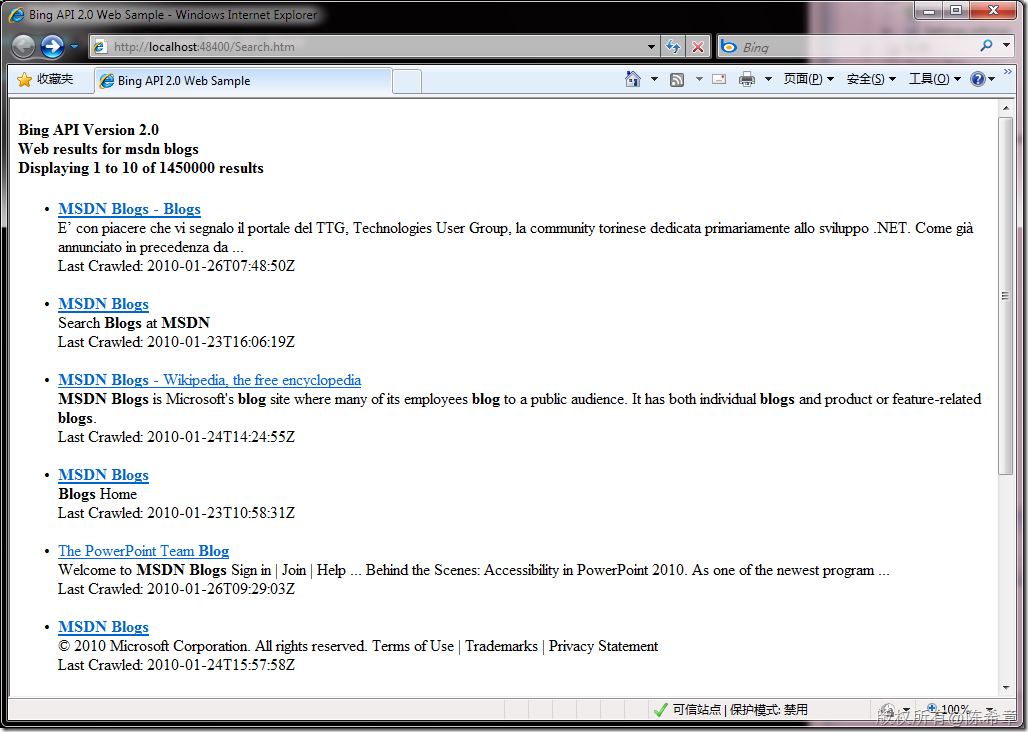 Bing API 2.0 Web Sample - Windows Internet Explorer
http://localhost:48400/Search.htm
Bing
收藏夹
Bing API 2.0 Web Sample
页面(P)
安全(S)
工具(O)
Bing API Version 2.0
Web results for msdn blogs
Displaying 1 to 10 of 1450000 results
• MSDN Blogs - Blogs
E’ con piacere che vi segnalo il portale del TTG, Technologies User Group, la community torinese dedicata primariamente allo sviluppo .NET. Come già
annunciato in precedenza da ...
Last Crawled: 2010-01-26T07:48:50Z
• MSDN Blogs
Search Blogs at MSDN
Last Crawled: 2010-01-23T16:06:19Z
• MSDN Blogs - Wikipedia, the free encyclopedia
MSDN Blogs is Microsoft's blog site where many of its employees blog to a public audience. It has both individual blogs and product or feature-related
blogs.
Last Crawled: 2010-01-24T14:24:55Z
• MSDN Blogs
Blogs Home
Last Crawled: 2010-01-23T10:58:31Z
• The PowerPoint Team Blog
Welcome to MSDN Blogs Sign in | Join | Help ... Behind the Scenes: Accessibility in PowerPoint 2010. As one of the newest program ...
Last Crawled: 2010-01-26T09:29:03Z
• MSDN Blogs
© 2010 Microsoft Corporation. All rights reserved. Terms of Use | Trademarks | Privacy Statement
Last Crawled: 2010-01-24T15:57:58Z
可信站点 | 保护模式: 禁用
100%
版权所有@陈希章